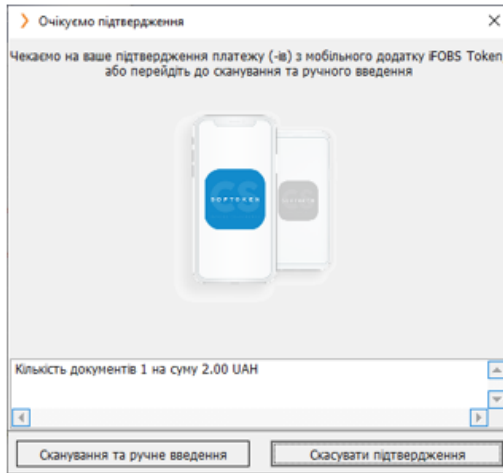 Очікуємо підтвердження
Чекаємо на ваше підтвердження платежу (-ів) з мобільного додатку iFOBS Token
або перейдіть до сканування та ручного введення
CS
SOFTOKEN
Кількість документів 1 на суму 2.00 UAH
Сканування та ручне введення
Скасувати підтвердження